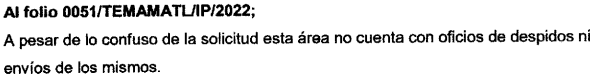 Al folio 0051/TEMAMATL/IP/2022;
A pesar de lo confuso de la solicitud esta área no cuenta con oficios de despidos ni
envíos de los mismos.